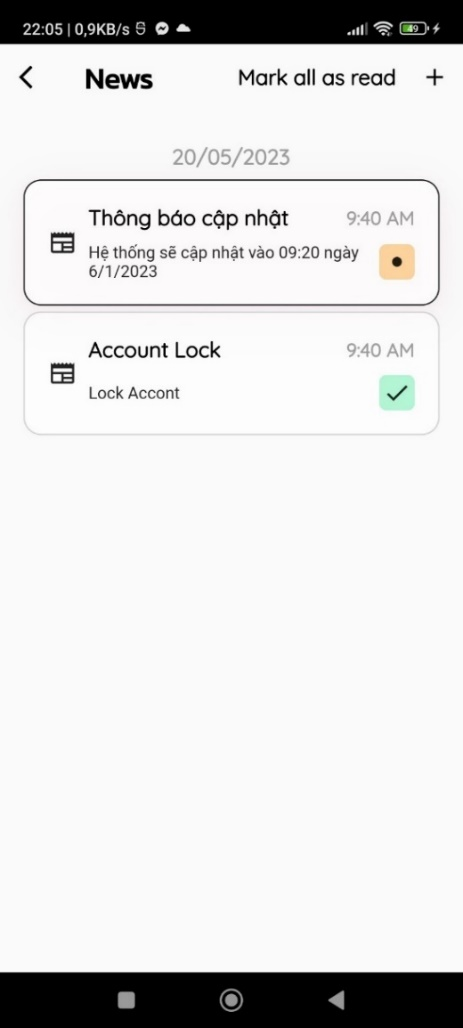 22:05 | 0,9KB/s
49
News
Mark all as read
20/05/2023
Thông báo cập nhật
9:40 AM
Hệ thống sẽ cập nhật vào 09:20 ngày
6/1/2023
Account Lock
9:40 AM
Lock Accont